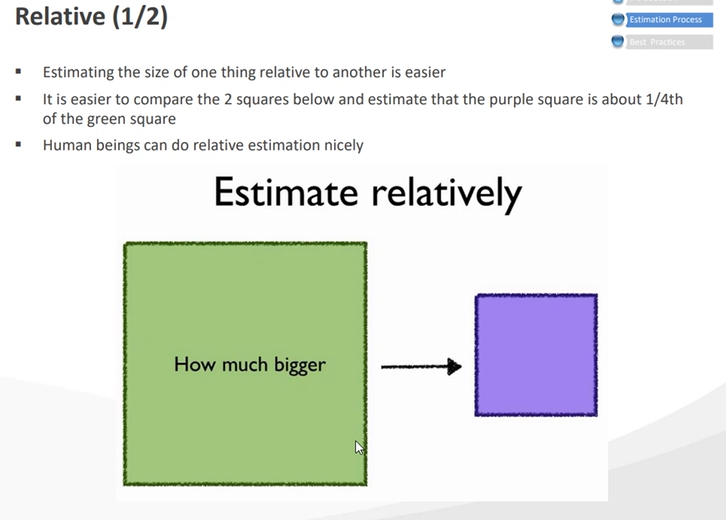 Relative (1/2)
Estimation Process
Best Practices
▪ Estimating the size of one thing relative to another is easier
▪ It is easier to compare the 2 squares below and estimate that the purple square is about 1/4th
of the green square
▪ Human beings can do relative estimation nicely
Estimate relatively
How much bigger